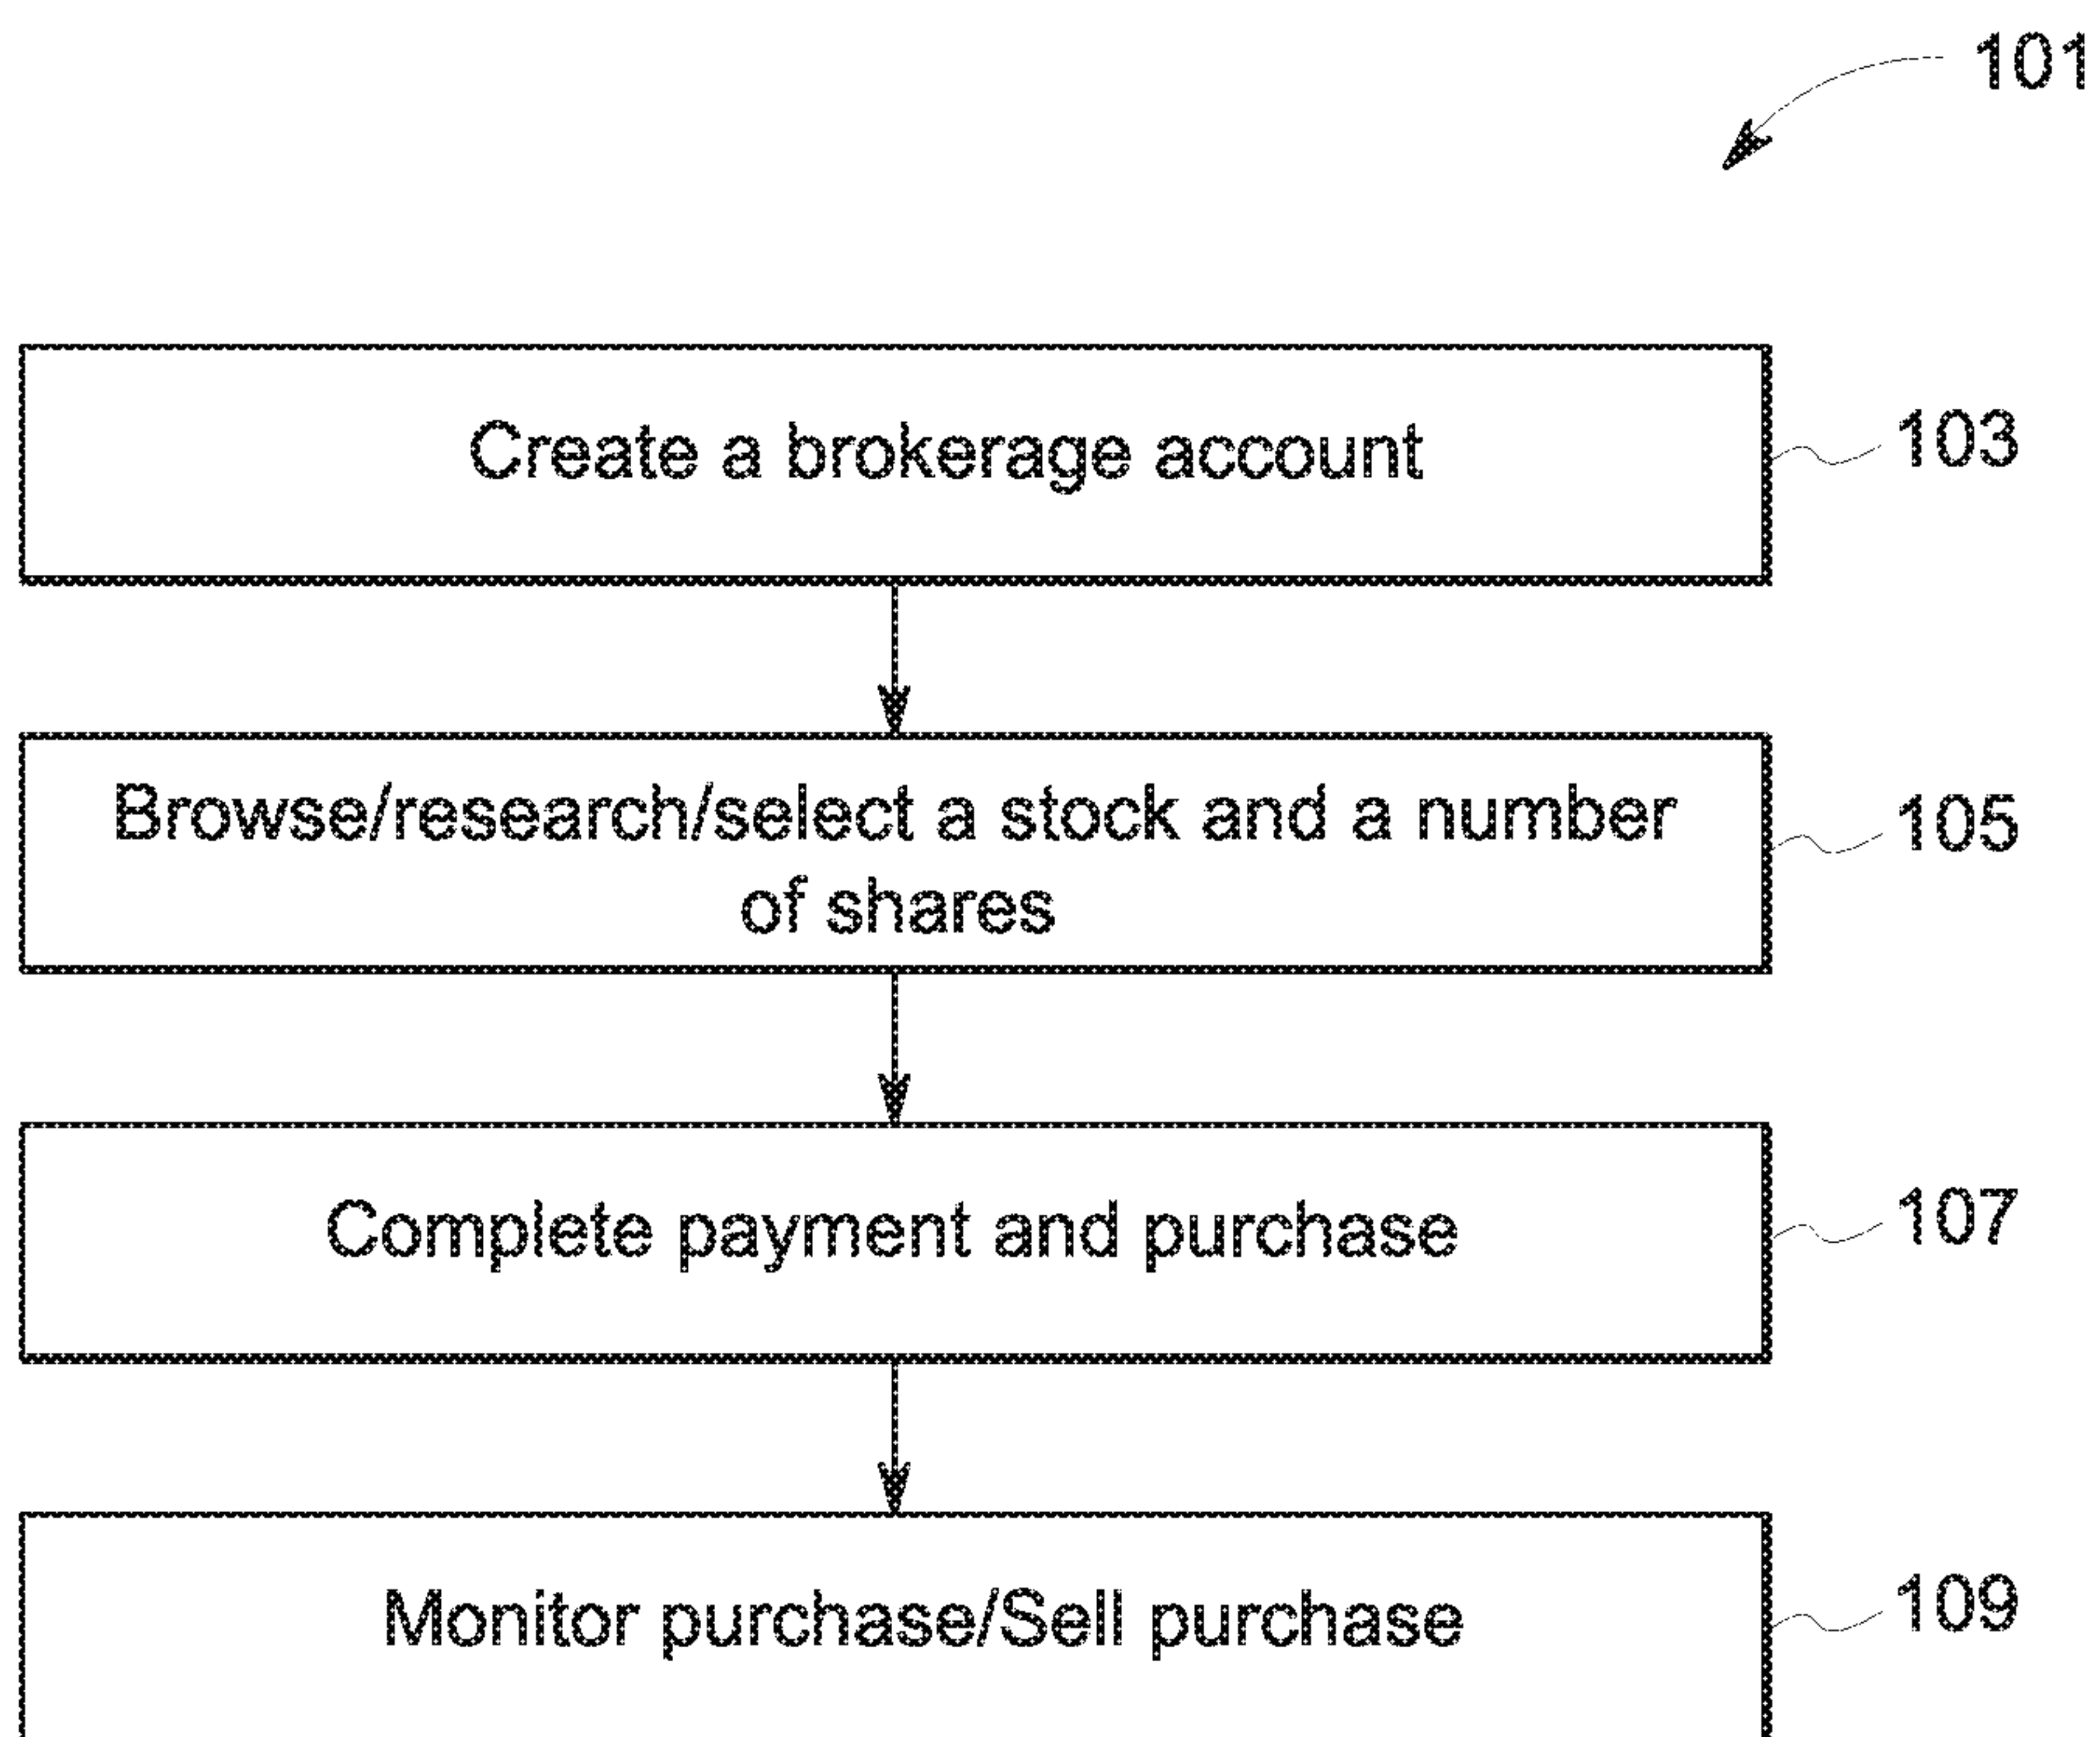 101
Create a brokerage account
103
Browse/research/select a stock and a number
of shares
105
Complete payment and purchase
107
Monitor purchase/Sell purchase
109